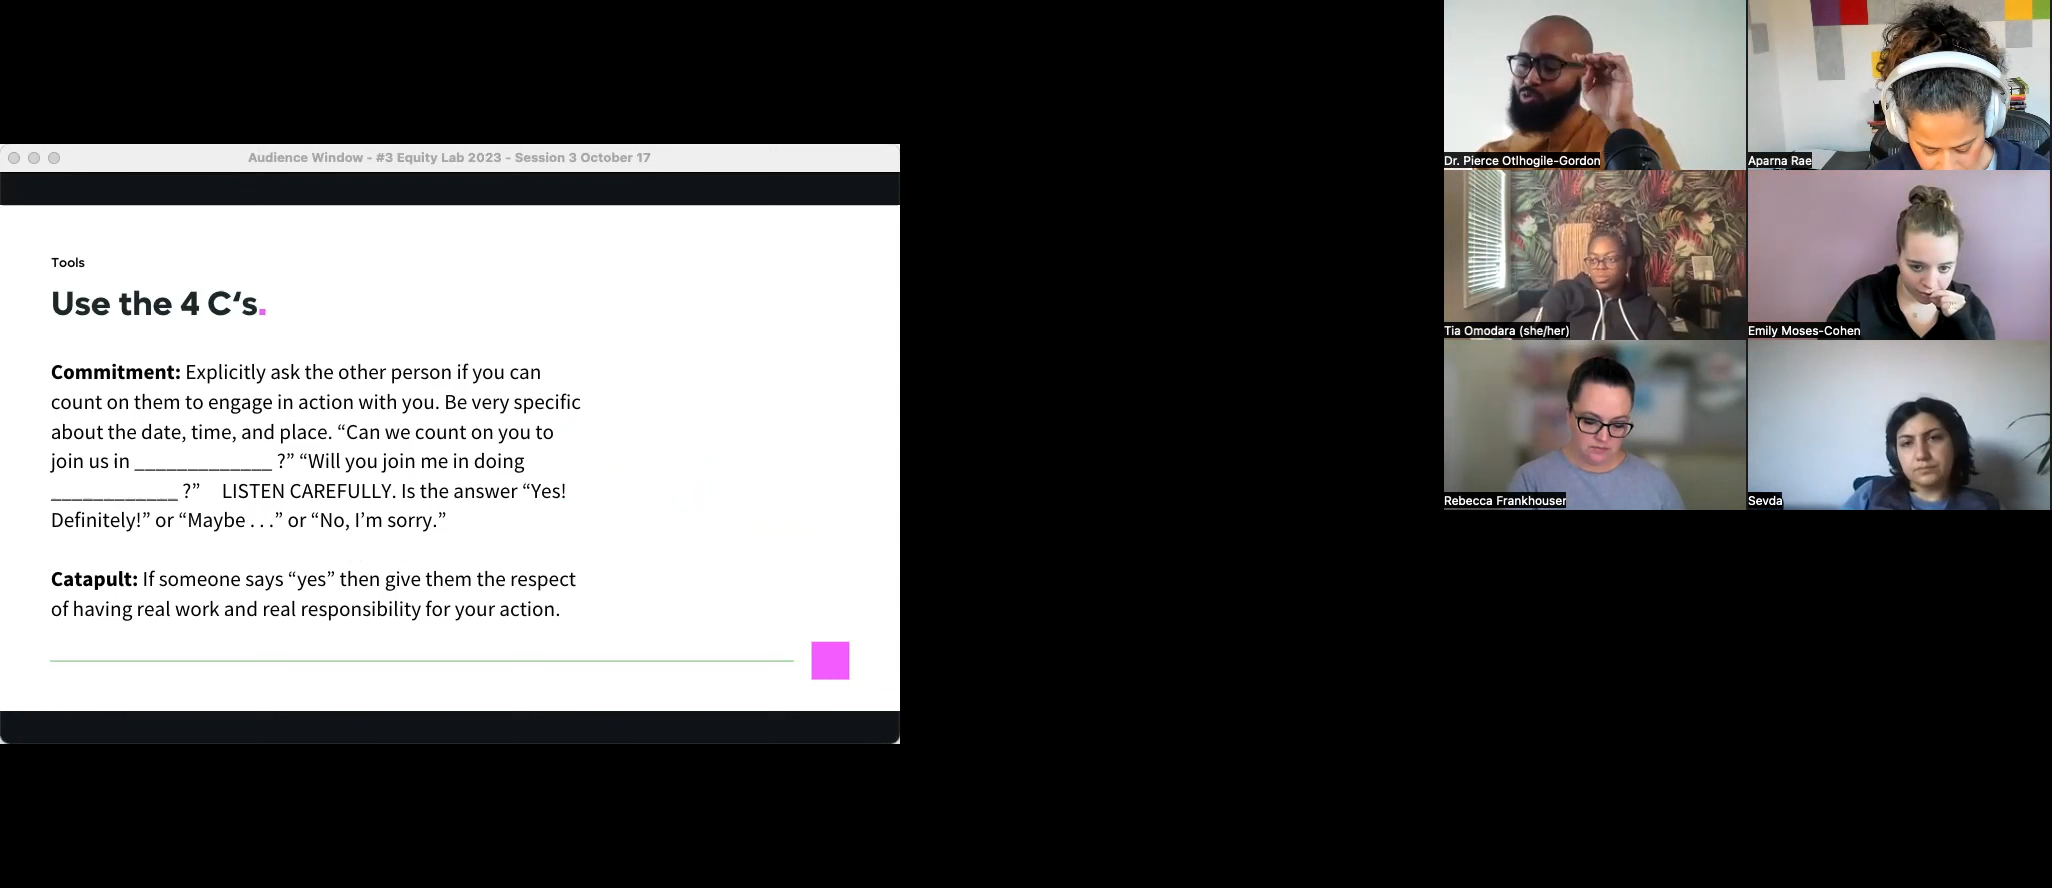 Audience Window - #3 Equity Lab 2023 - Session 3 October 17
Tools
Use the 4 C‘s.
Commitment: Explicitly ask the other person if you can
count on them to engage in action with you. Be very specific
about the date, time, and place. “Can we count on you to
join us in _____________ ?” “Will you join me in doing
____________ ?” LISTEN CAREFULLY. Is the answer “Yes!
Definitely!” or “Maybe . . .” or “No, I’m sorry.”
Catapult: If someone says “yes” then give them the respect
of having real work and real responsibility for your action.
Dr. Pierce Otlhogile-Gordon
Aparna Rae
Tia Omodara (she/her)
Emily Moses-Cohen
Rebecca Frankhouser
Sevda